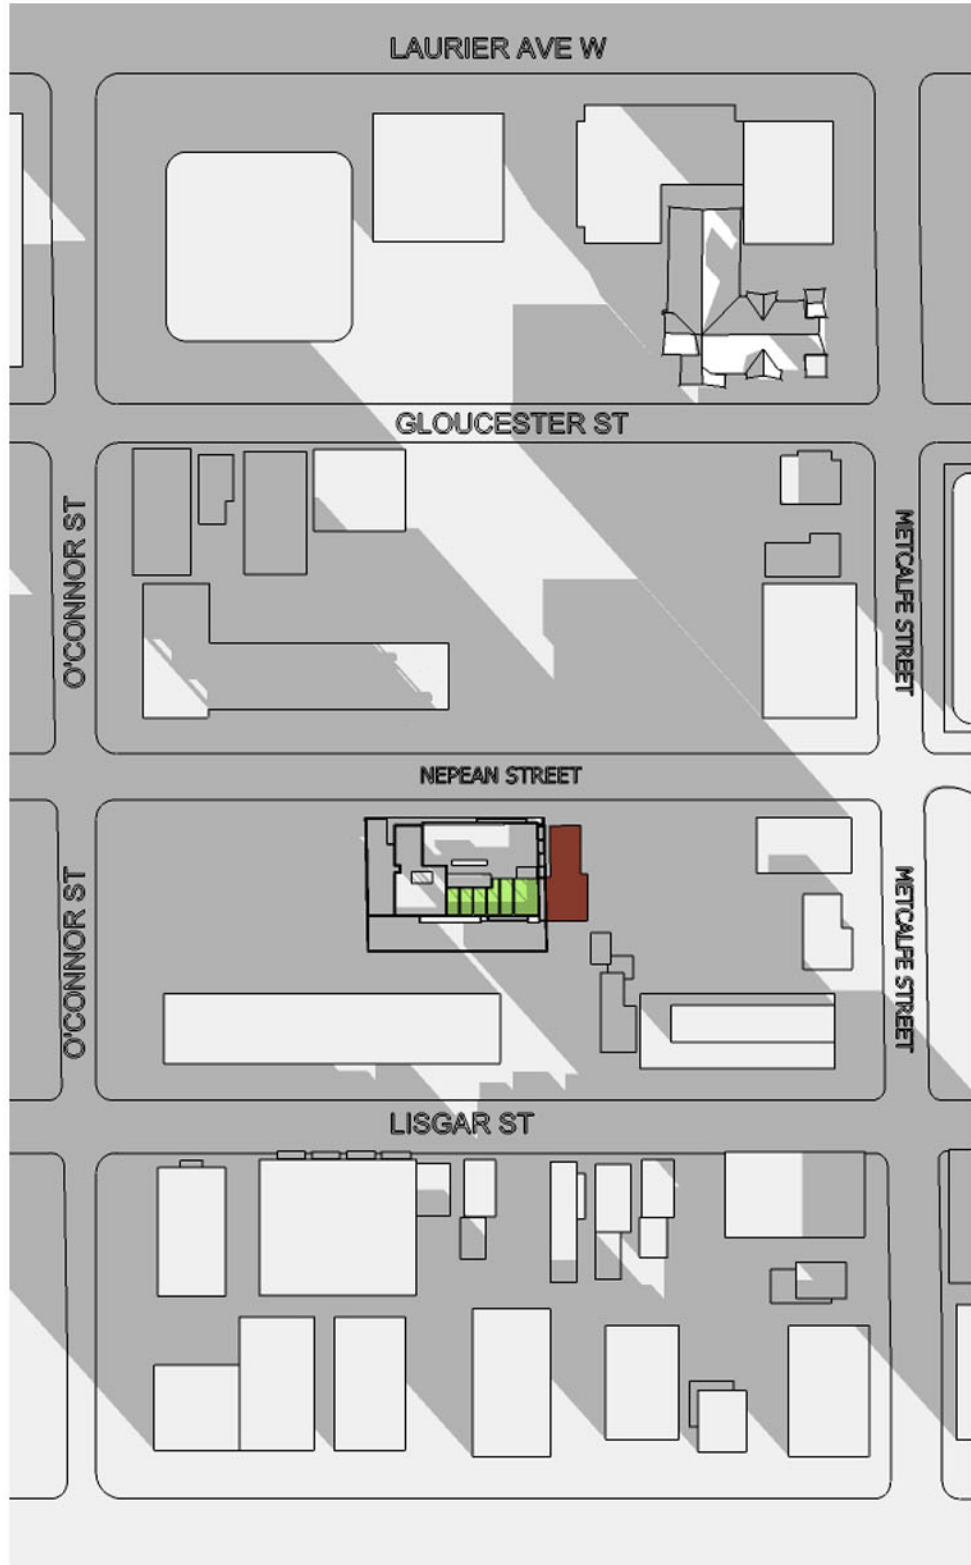 LAURIER AVE W
GLOUCESTER ST
O'CONNOR ST
METCALFE STREET
NEPEAN STREET
O'CONNOR ST
METCALFE STREET
LISGAR ST